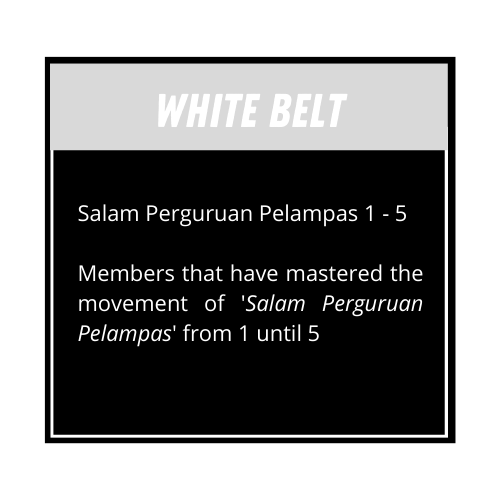 WHITE BELT
Salam Perguruan Pelampas 1 - 5
Members that have mastered the
movement of 'Salam Perguruan
Pelampas' from 1 until 5